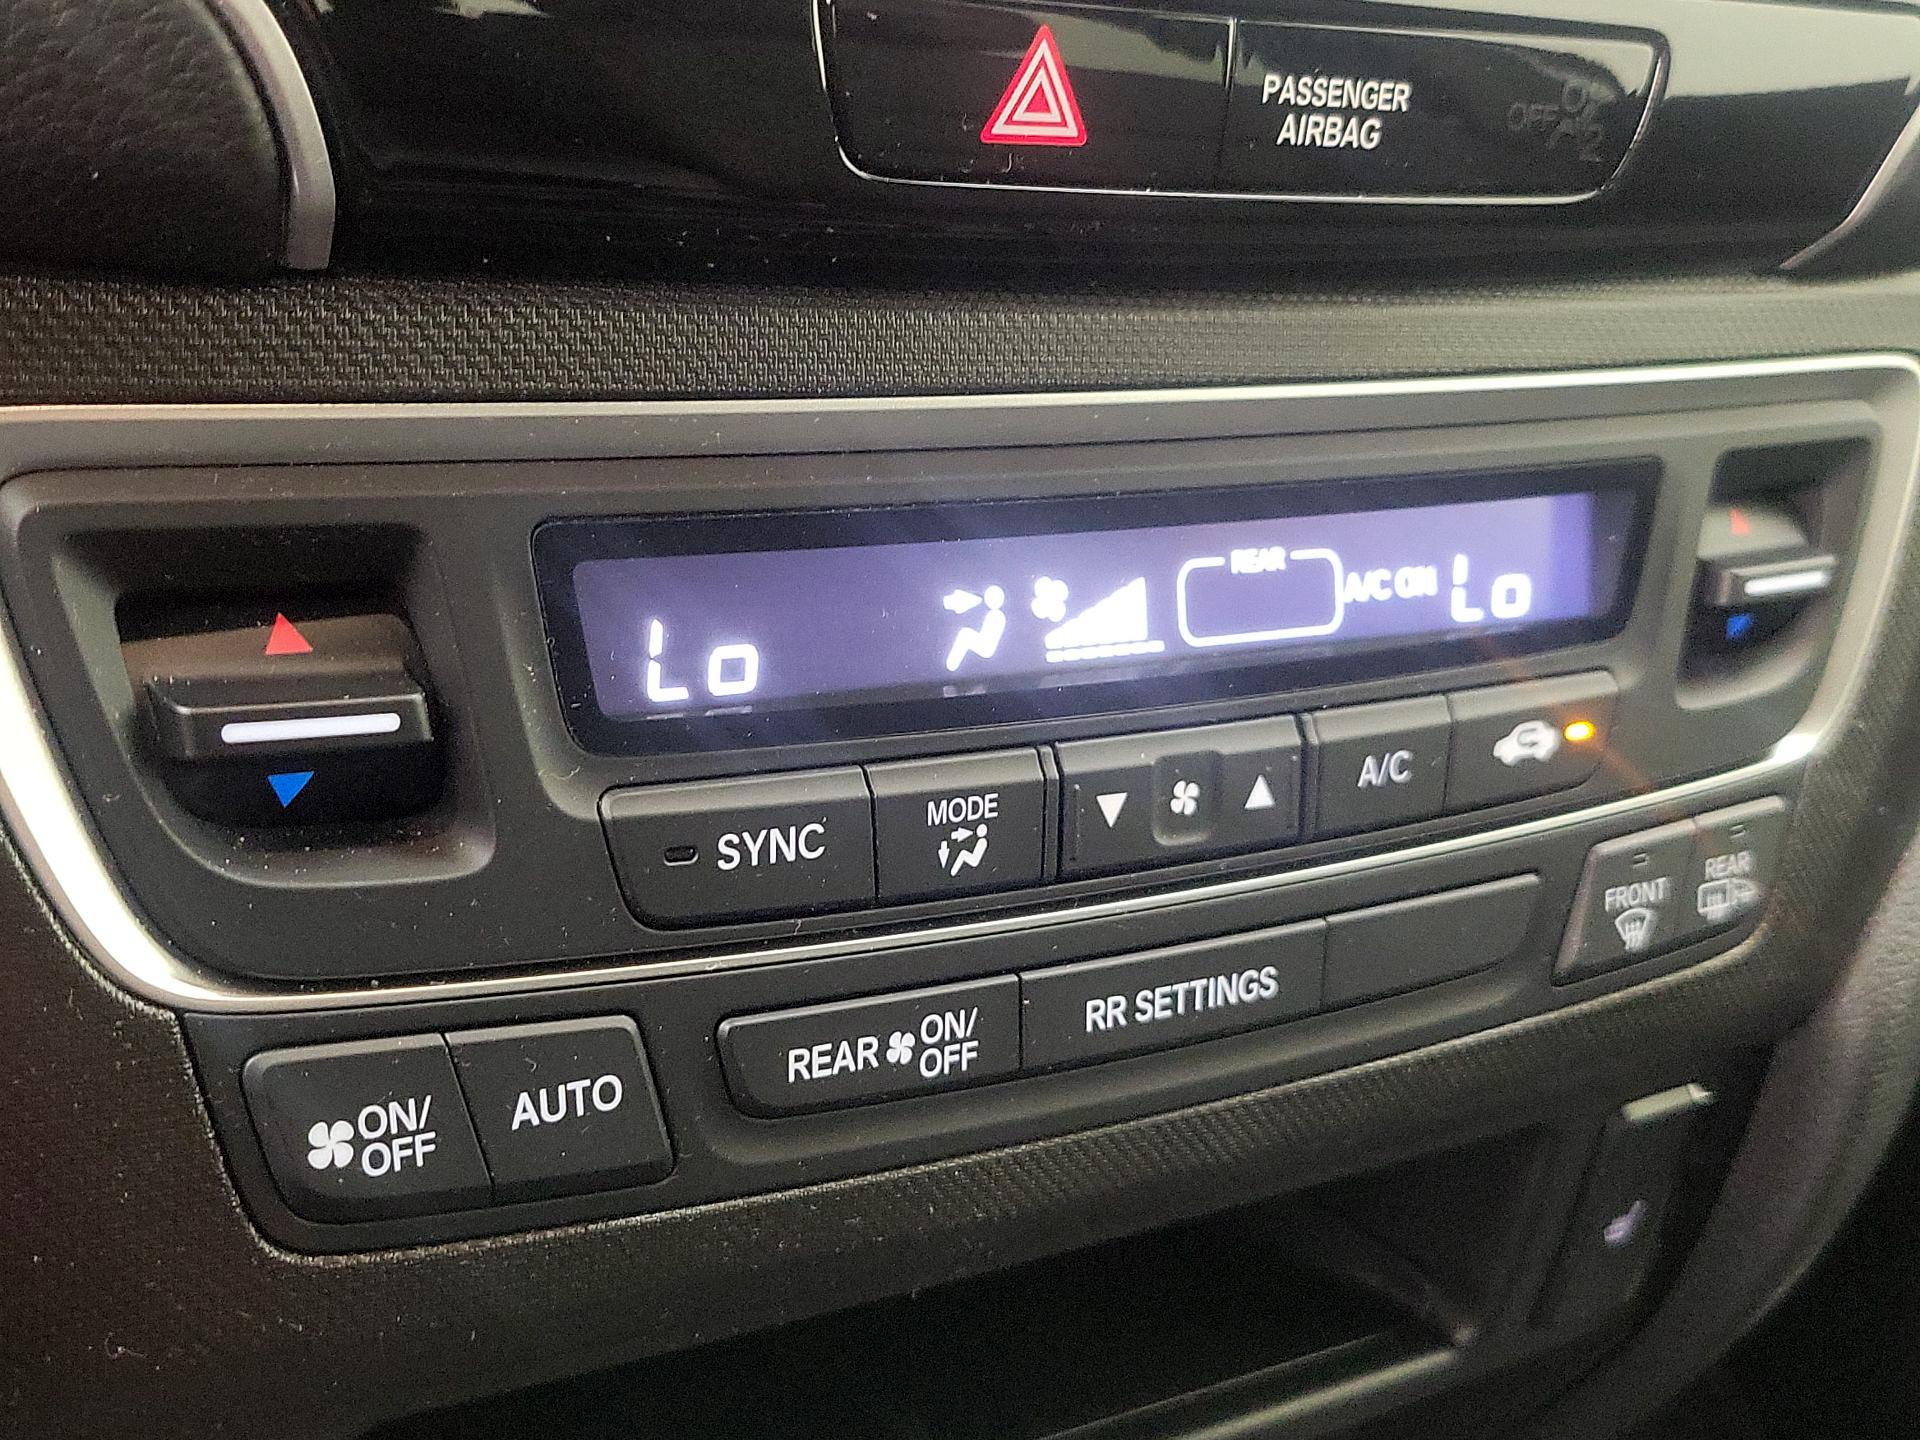 PASSENGER
AIRBAG
OFF
Lo
REAR
A/C ON
Lo
SYNC
MODE
A/C
FRONT
REAR
ON/
OFF
AUTO
REAR
ON/
OFF
RR SETTINGS